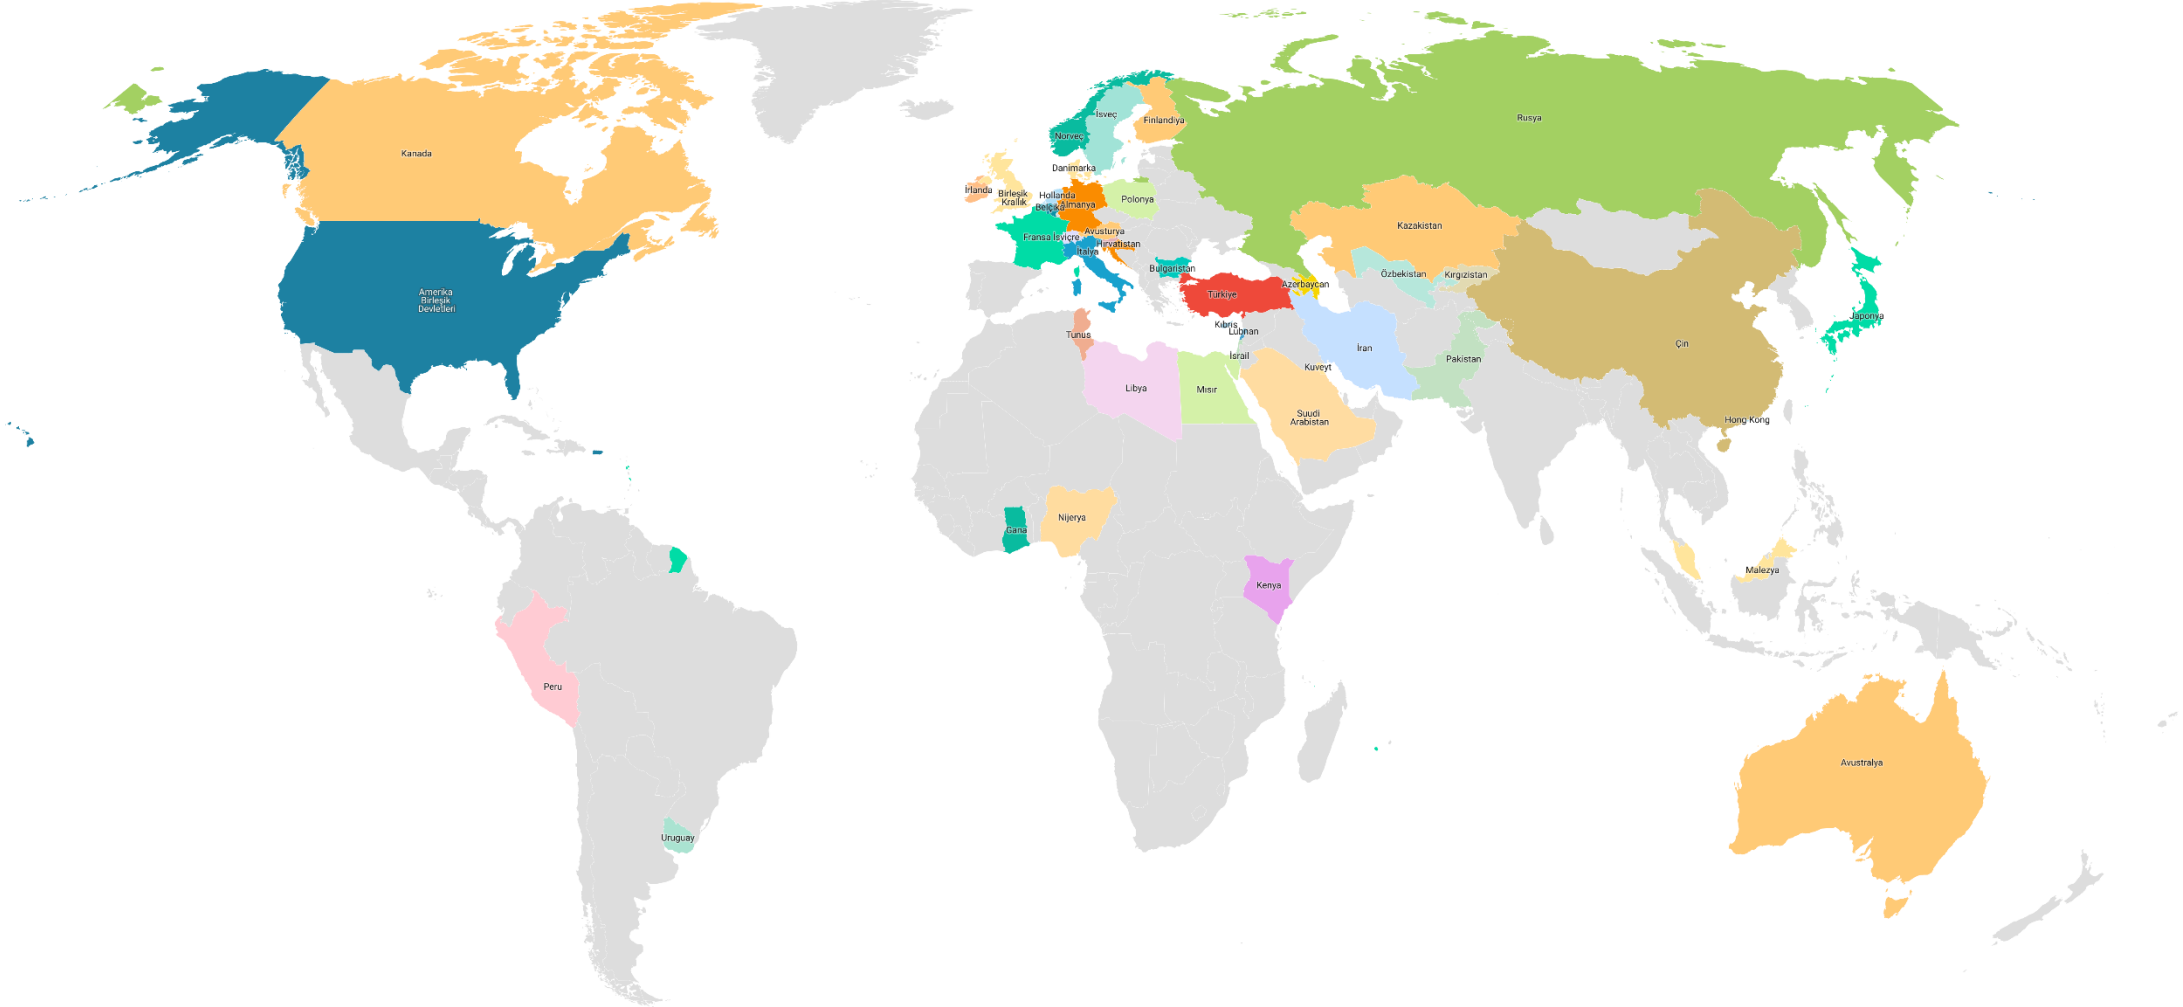 Rusya
İsveç
Finlandiya
Norveç
Kanada
Danimarka
İrlanda
Birleşik
Krallık
Hollanda
Almanya
Belçika
Polonya
Kazakistan
Avusturya
Fransa
İsviçre
Hırvatistan
İtalya
Bulgaristan
Özbekistan
Kırgızistan
Azerbaycan
Amerika
Birleşik
Devletleri
Türkiye
Japonya
Kıbrıs
Lübnan
Tunus
Çin
İran
İsrail
Pakistan
Kuveyt
Libya
Mısır
Suudi
Arabistan
Hong Kong
Nijerya
Gana
Malezya
Kenya
Peru
Avustralya
Uruguay